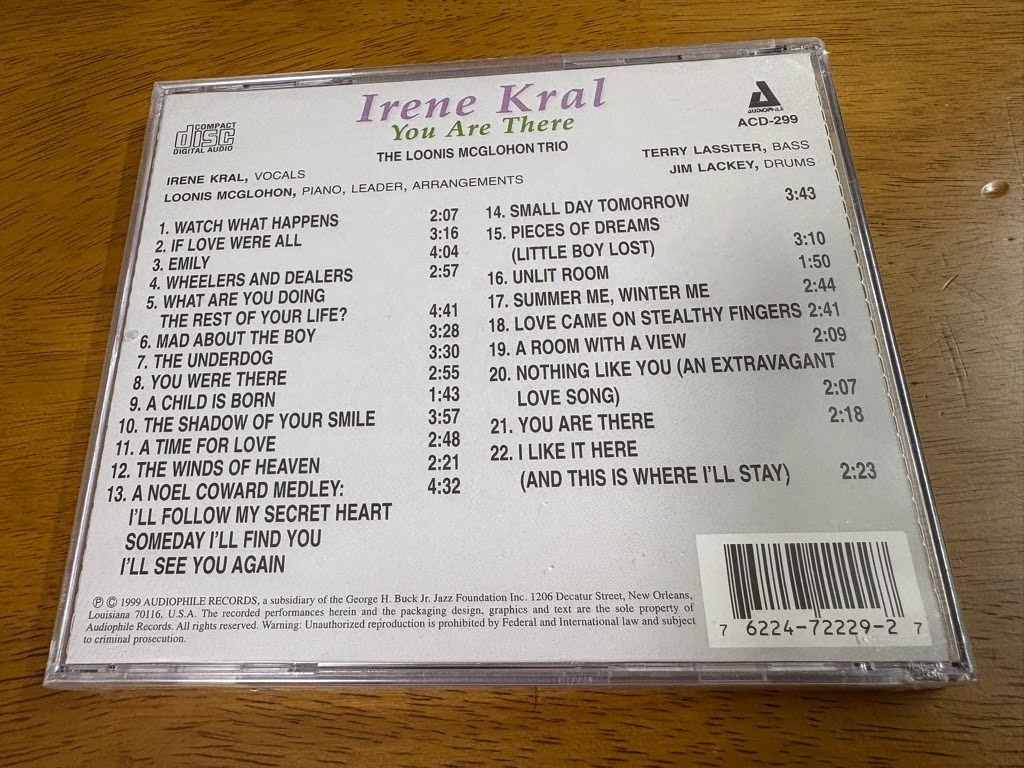 Irene Kral
You Are There
THE LOONIS MCGLOHON TRIO
COMPACT
disc
DIGITAL AUDIO
AUDIOPHILE
ACD-299
IRENE KRAL, VOCALS
LOONIS MCGLOHON, PIANO, LEADER, ARRANGEMENTS
TERRY LASSITER, BASS
JIM LACKEY, DRUMS
1. WATCH WHAT HAPPENS 2:07
2. IF LOVE WERE ALL 3:16
3. EMILY 4:04
4. WHEELERS AND DEALERS 2:57
5. WHAT ARE YOU DOING
THE REST OF YOUR LIFE? 4:41
6. MAD ABOUT THE BOY 3:28
7. THE UNDERDOG 3:30
8. YOU WERE THERE 2:55
9. A CHILD IS BORN 1:43
10. THE SHADOW OF YOUR SMILE 3:57
11. A TIME FOR LOVE 2:48
12. THE WINDS OF HEAVEN 2:21
13. A NOEL COWARD MEDLEY: 4:32
I'LL FOLLOW MY SECRET HEART
SOMEDAY I'LL FIND YOU
I'LL SEE YOU AGAIN
14. SMALL DAY TOMORROW 3:43
15. PIECES OF DREAMS
(LITTLE BOY LOST) 3:10
16. UNLIT ROOM 1:50
17. SUMMER ME, WINTER ME 2:44
18. LOVE CAME ON STEALTHY FINGERS 2:41
19. A ROOM WITH A VIEW 2:09
20. NOTHING LIKE YOU (AN EXTRAVAGANT
LOVE SONG) 2:07
21. YOU ARE THERE 2:18
22. I LIKE IT HERE
(AND THIS IS WHERE I'LL STAY) 2:23
℗ © 1999 AUDIOPHILE RECORDS, a subsidiary of the George H. Buck Jr. Jazz Foundation Inc. 1206 Decatur Street, New Orleans,
Louisiana 70116, U.S.A. The recorded performances herein and the packaging design, graphics and text are the sole property of
Audiophile Records. All rights reserved. Warning: Unauthorized reproduction is prohibited by Federal and International law and subject
to criminal prosecution.
7 6224-72229-2 7